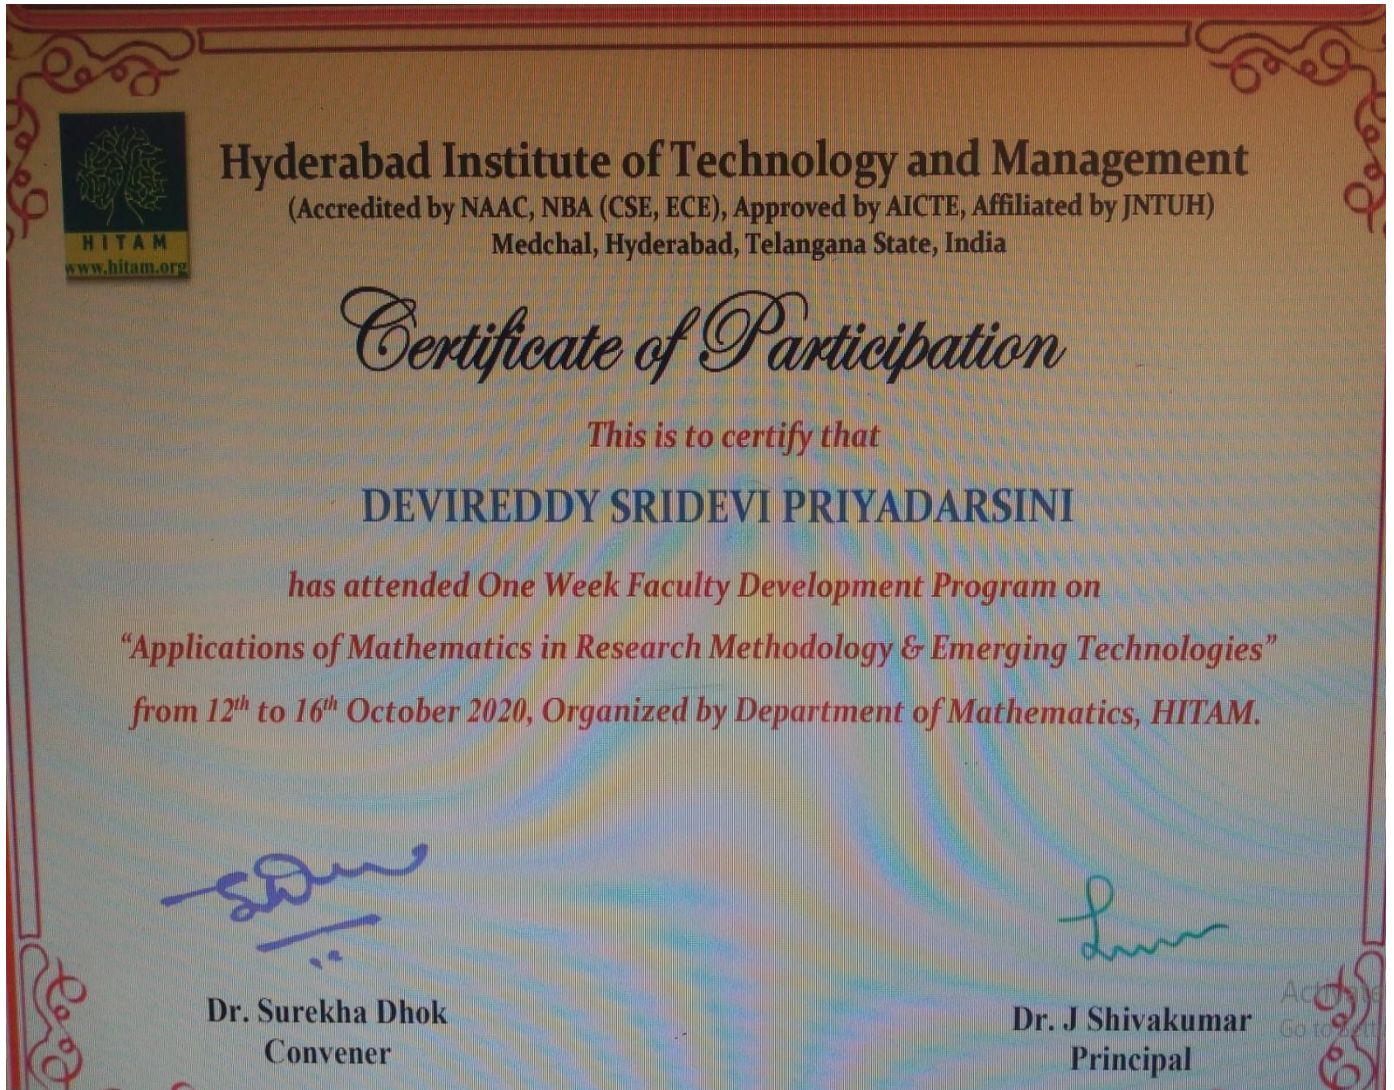 HITAM
www.hitam.org
Hyderabad Institute of Technology and Management
(Accredited by NAAC, NBA (CSE, ECE), Approved by AICTE, Affiliated by JNTUH)
Medchal, Hyderabad, Telangana State, India
Certificate of Participation
This is to certify that
DEVIREDDY SRIDEVI PRIYADARSINI
has attended One Week Faculty Development Program on
“Applications of Mathematics in Research Methodology & Emerging Technologies”
from 12th to 16th October 2020, Organized by Department of Mathematics, HITAM.
Dr. Surekha Dhok
Convener
Dr. J Shivakumar
Principal
Go to